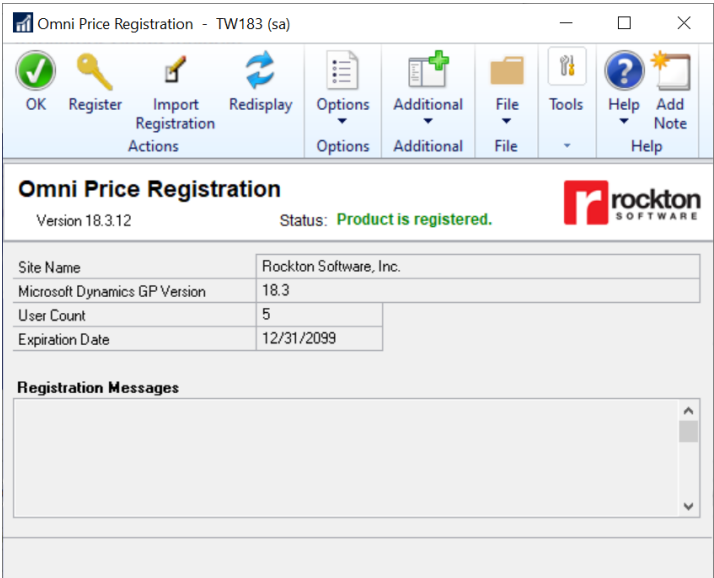 Omni Price Registration - TW183 (sa)
OK Register Import Registration Redisplay Options Additional File Tools Help Add Note
Actions Options Additional File Help
Omni Price Registration
Version 18.3.12 Status: Product is registered.
rockton
SOFTWARE
Site Name Rockton Software, Inc.
Microsoft Dynamics GP Version 18.3
User Count 5
Expiration Date 12/31/2099
Registration Messages